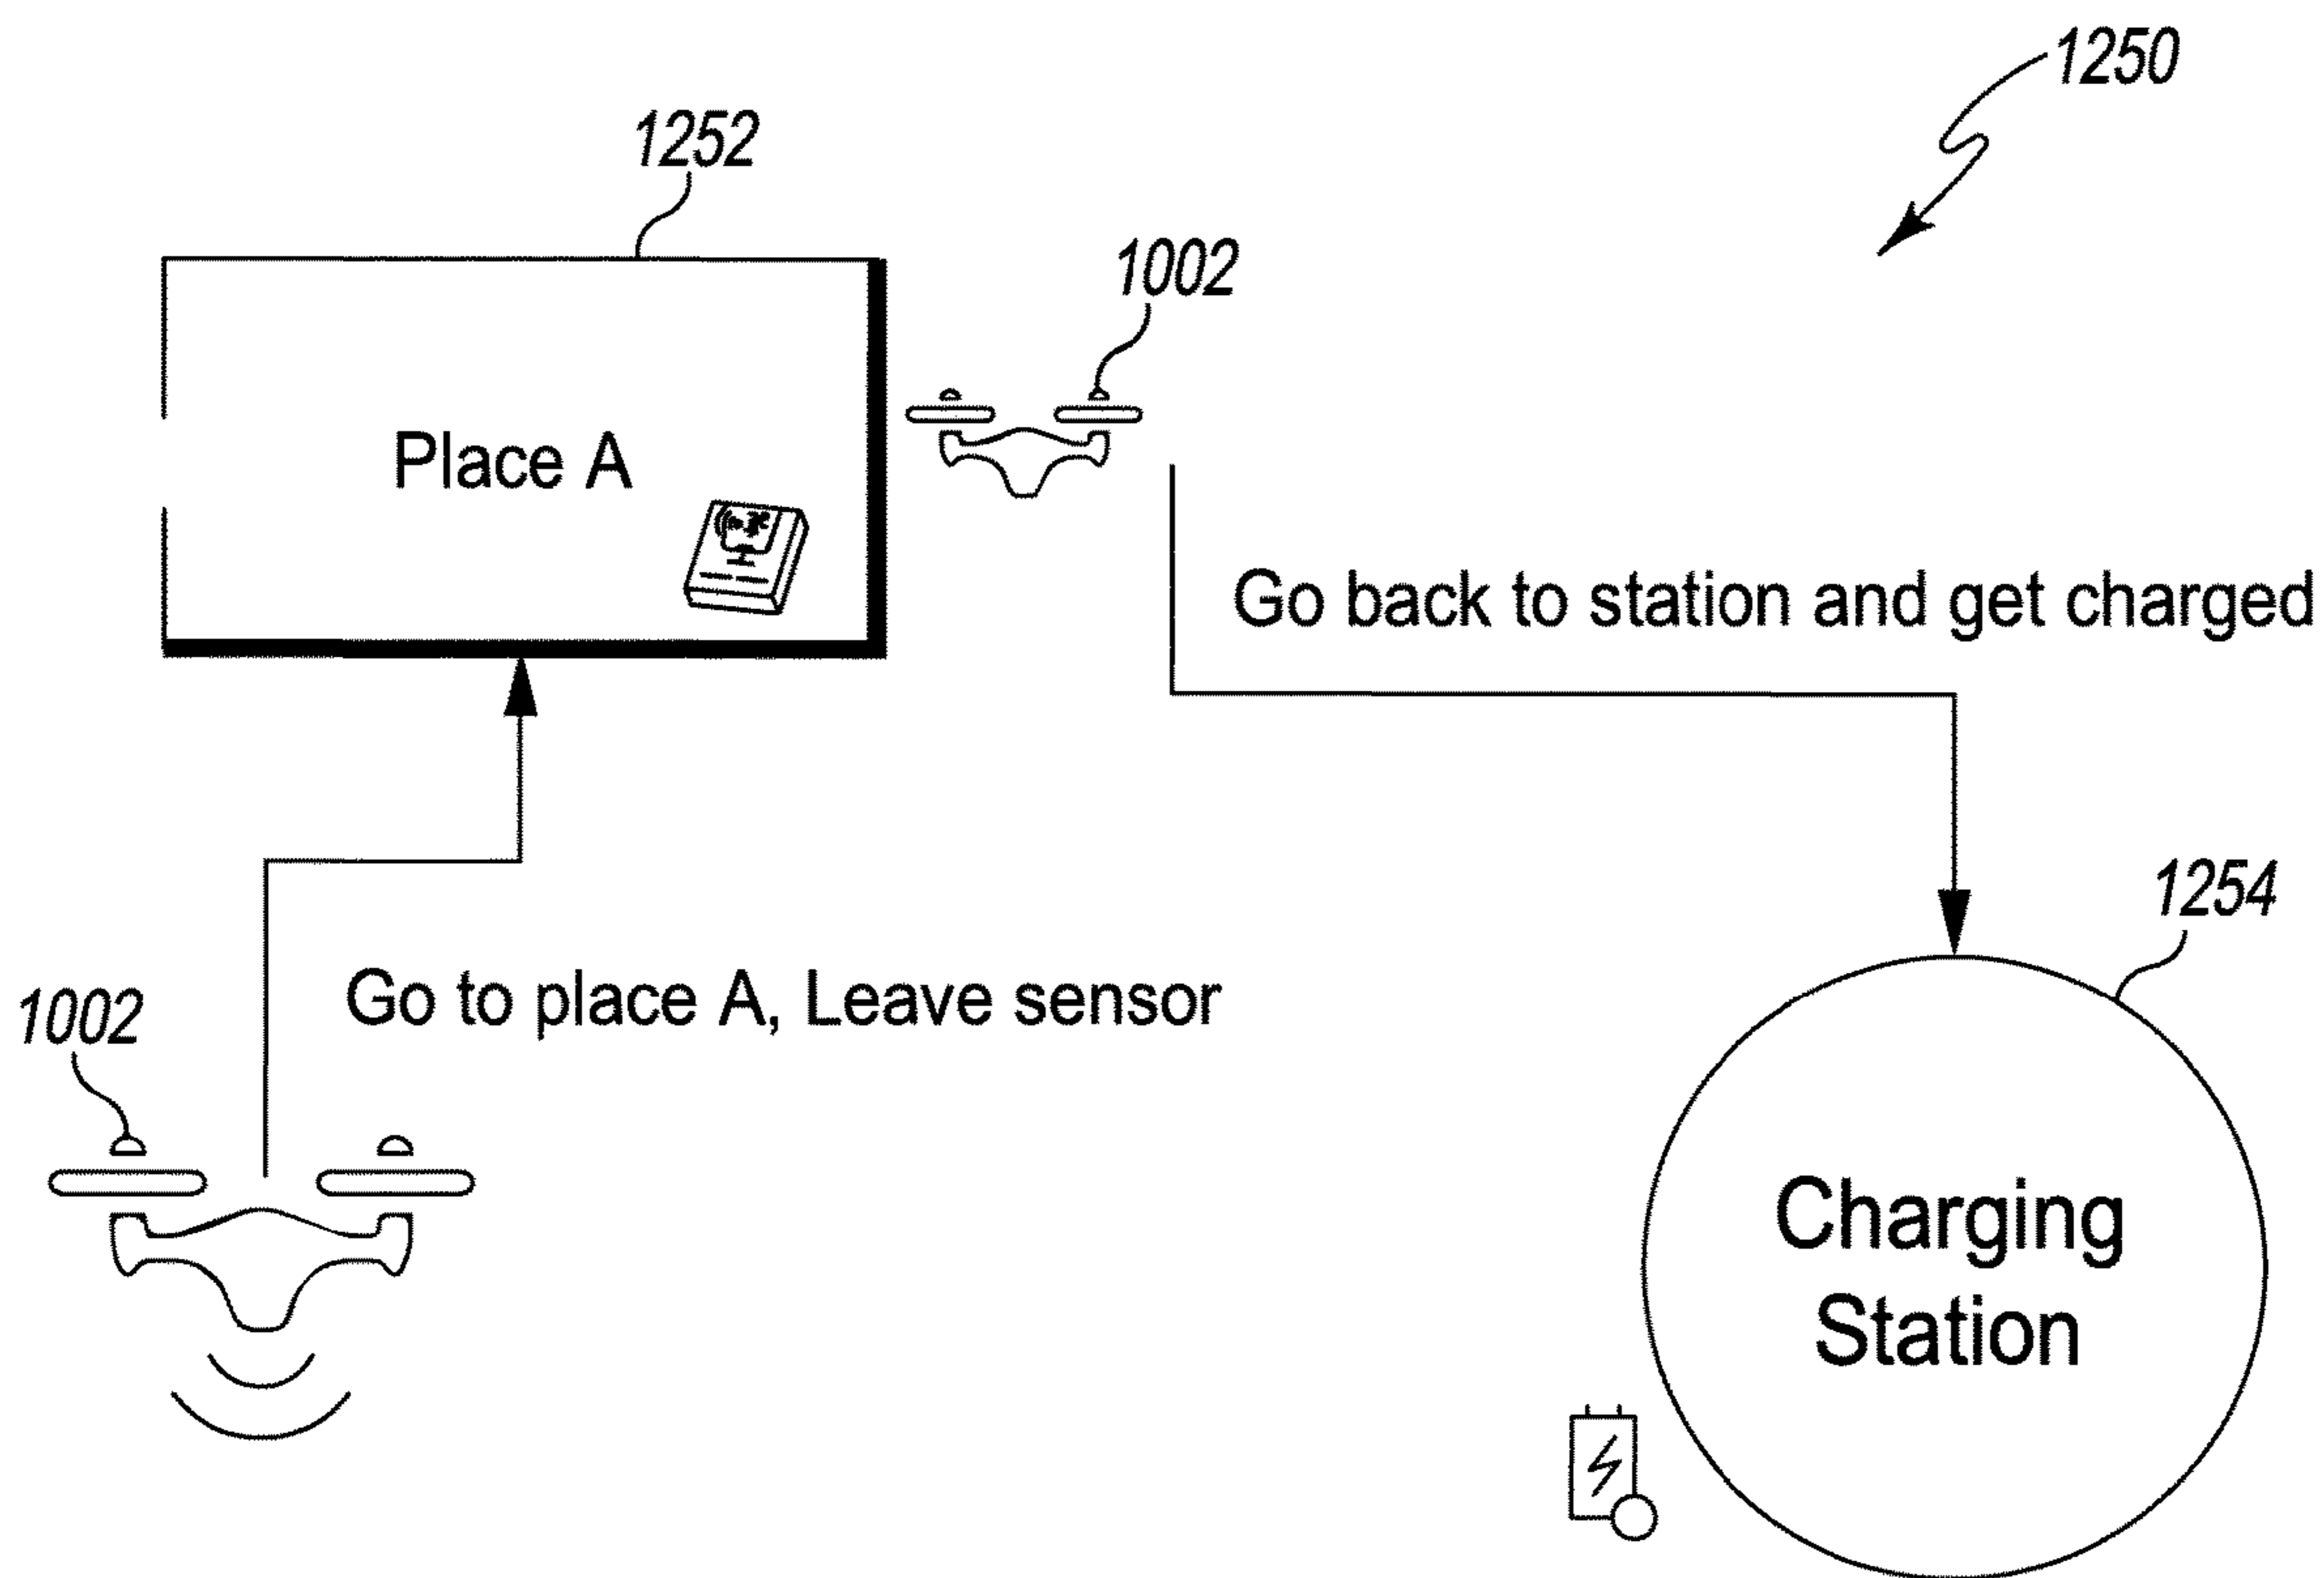 1250
1252
1002
Place A
Go back to station and get charged
1254
1002
Go to place A, Leave sensor
Charging
Station